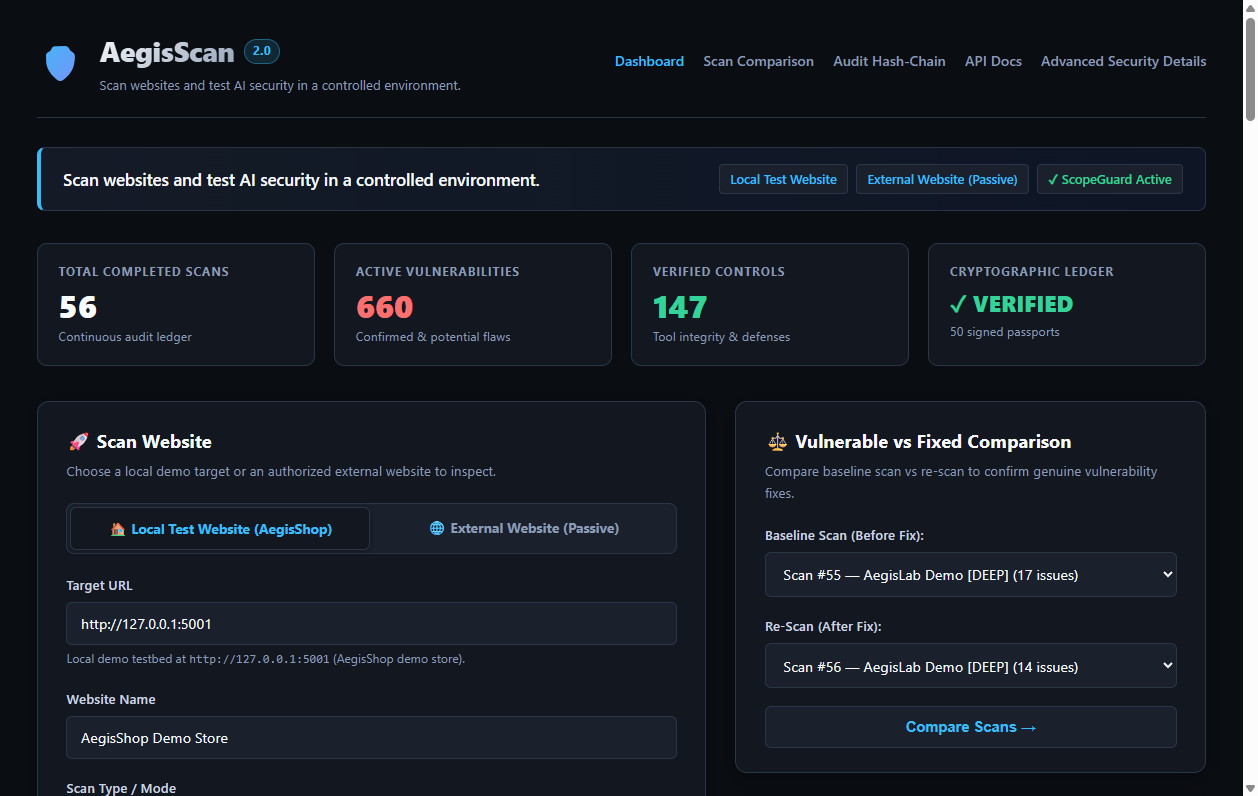 AegisScan 2.0
Scan websites and test AI security in a controlled environment.
Dashboard Scan Comparison Audit Hash-Chain API Docs Advanced Security Details
Scan websites and test AI security in a controlled environment.
Local Test Website External Website (Passive) ✓ ScopeGuard Active
TOTAL COMPLETED SCANS
56
Continuous audit ledger
ACTIVE VULNERABILITIES
660
Confirmed & potential flaws
VERIFIED CONTROLS
147
Tool integrity & defenses
CRYPTOGRAPHIC LEDGER
✓ VERIFIED
50 signed passports
🚀 Scan Website
Choose a local demo target or an authorized external website to inspect.
🏠 Local Test Website (AegisShop) 🌐 External Website (Passive)
Target URL
http://127.0.0.1:5001
Local demo testbed at http://127.0.0.1:5001 (AegisShop demo store).
Website Name
AegisShop Demo Store
Scan Type / Mode
⚖️ Vulnerable vs Fixed Comparison
Compare baseline scan vs re-scan to confirm genuine vulnerability
fixes.
Baseline Scan (Before Fix):
Scan #55 — AegisLab Demo [DEEP] (17 issues)
Re-Scan (After Fix):
Scan #56 — AegisLab Demo [DEEP] (14 issues)
Compare Scans →